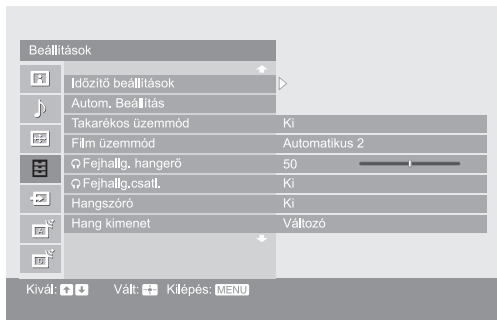 Beállítások
Időzítő beállítások
Autom. Beállítás
Takarékos üzemmód Ki
Film üzemmód Automatikus 2
Fejhallg. hangerő 50
Fejhallg.csatl. Ki
Hangszóró Ki
Hang kimenet Változó
Kivál: Vált: Kilépés: MENU